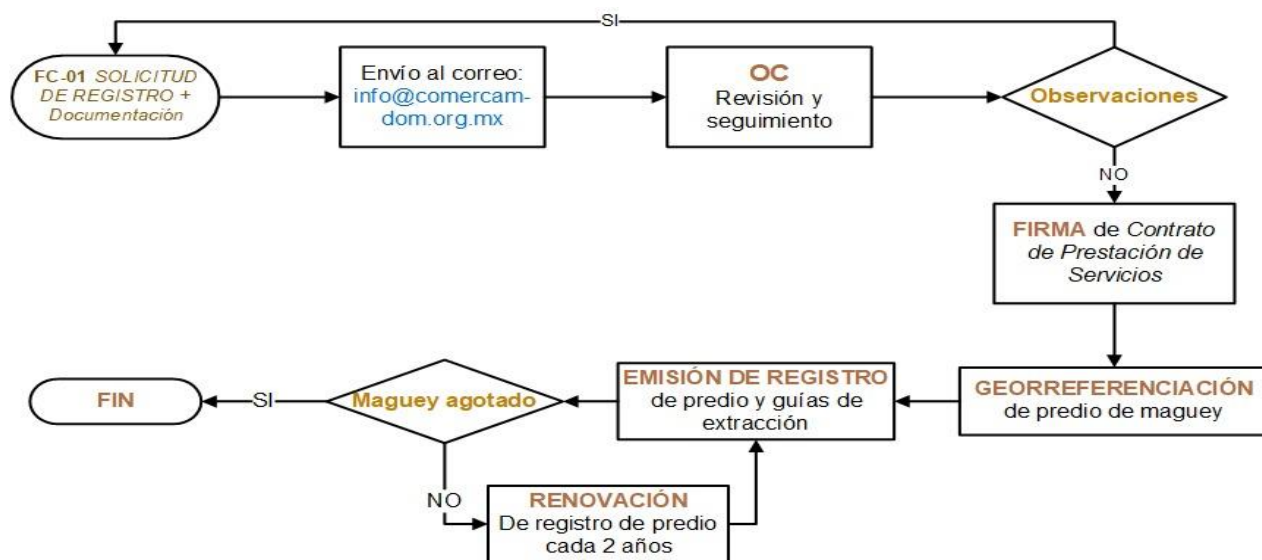 SI
FC-01 SOLICITUD
DE REGISTRO +
Documentación
Envío al correo:
info@comercam-
dom.org.mx
OC
Revisión y
seguimiento
Observaciones
NO
FIRMA de Contrato
de Prestación de
Servicios
GEORREFERENCIACIÓN
de predio de maguey
EMISIÓN DE REGISTRO
de predio y guías de
extracción
Maguey agotado
SI
FIN
NO
RENOVACIÓN
De registro de predio
cada 2 años